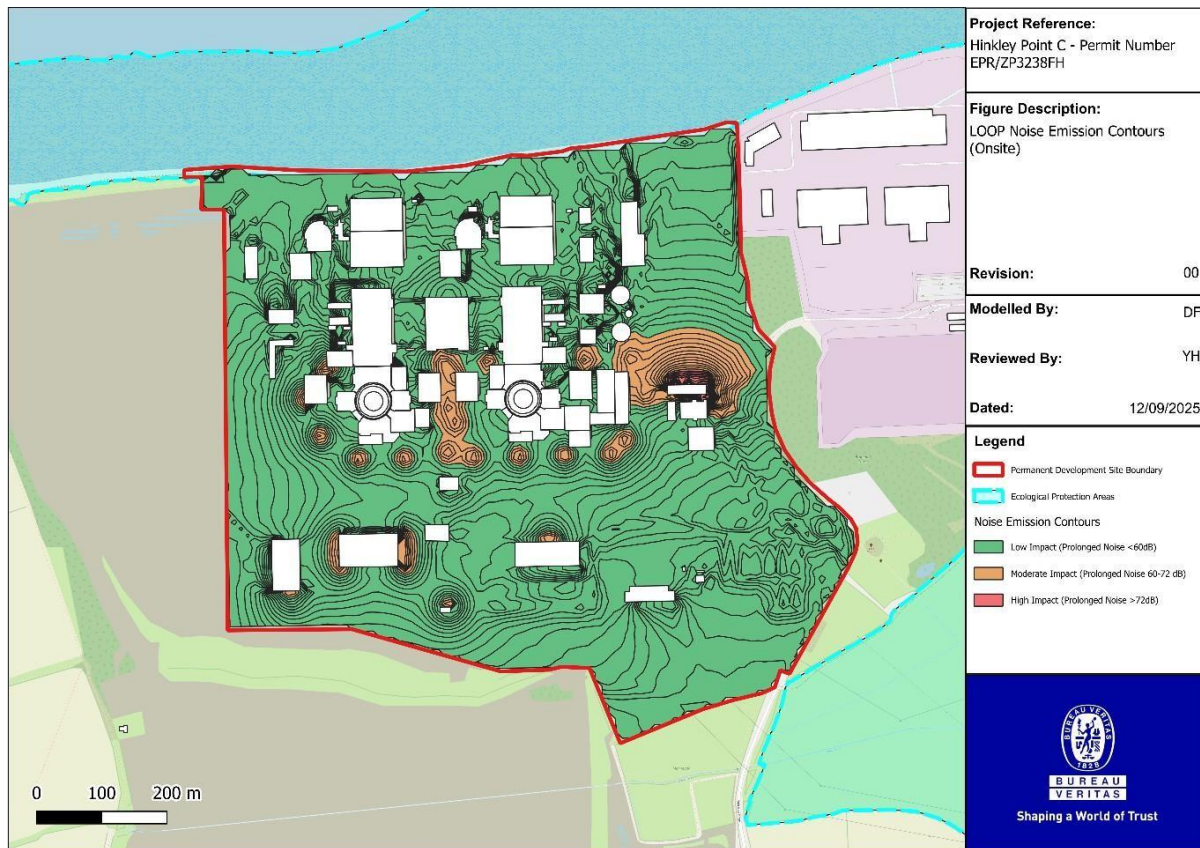 Project Reference:
Hinkley Point C - Permit Number
EPR/ZP3238FH
Figure Description:
LOOP Noise Emission Contours
(Onsite)
Revision: 00
Modelled By: DF
Reviewed By: YH
Dated: 12/09/2025
Legend
Permanent Development Site Boundary
Ecological Protection Areas
Noise Emission Contours
Low Impact (Prolonged Noise <60dB)
Moderate Impact (Prolonged Noise 60-72 dB)
High Impact (Prolonged Noise >72dB)
0 100 200 m
BUREAU VERITAS
1828
BUREAU
VERITAS
Shaping a World of Trust